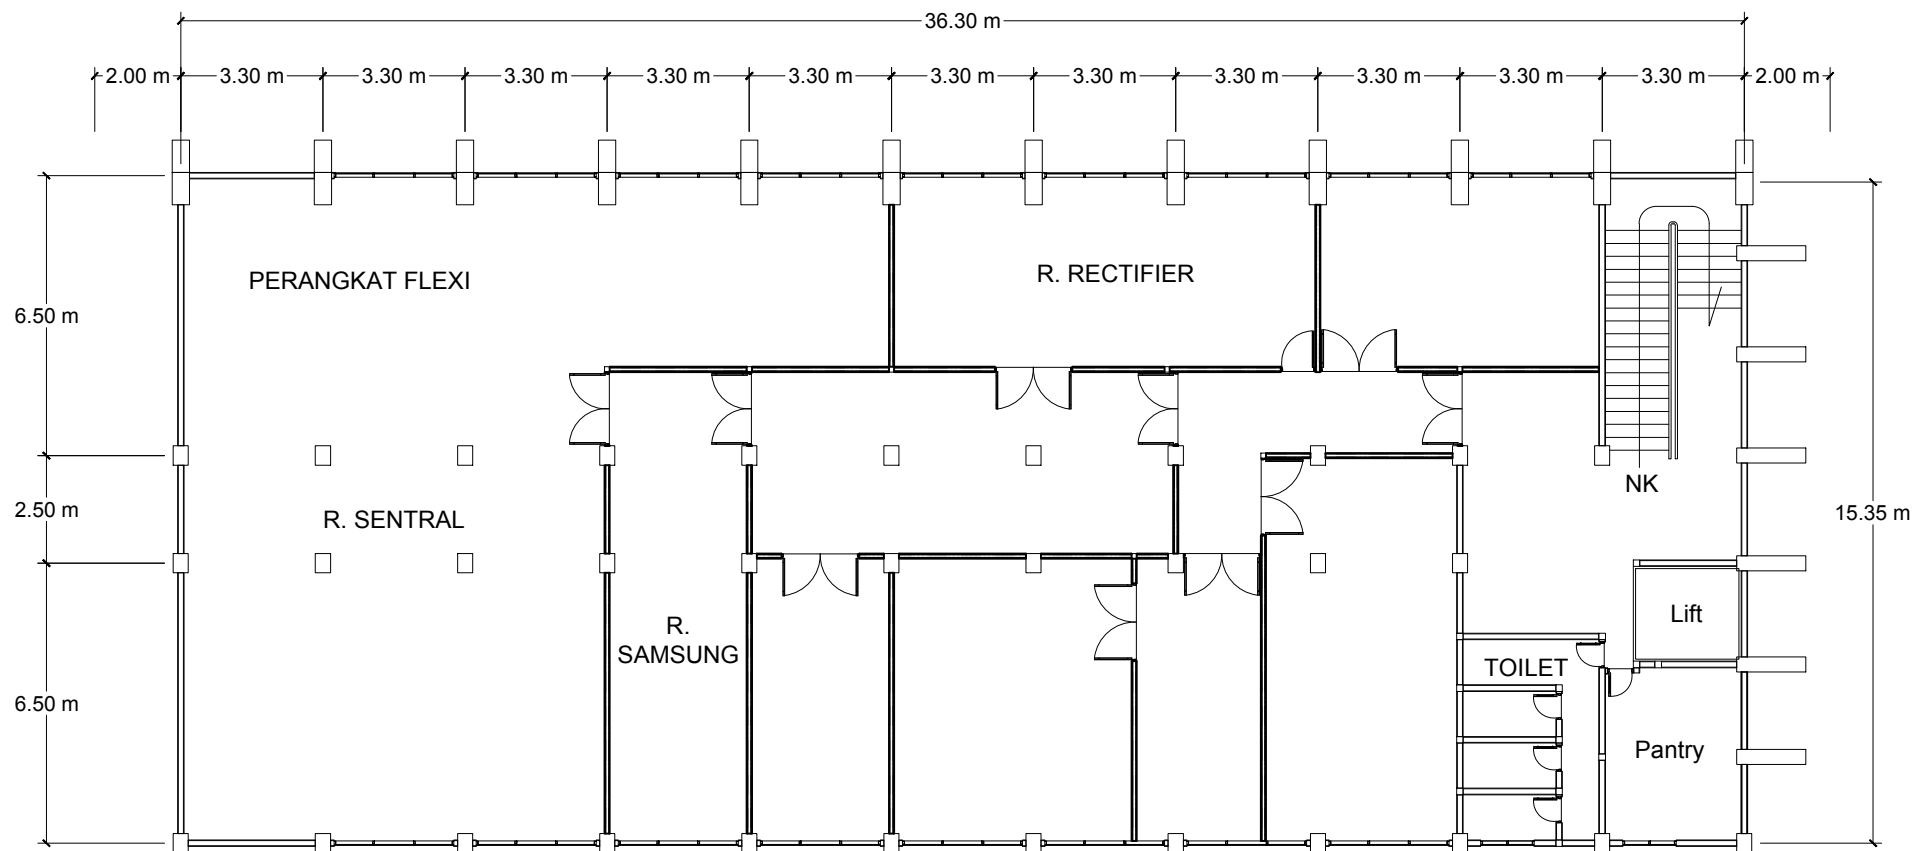 36.30 m
2.00 m
3.30 m
3.30 m
3.30 m
3.30 m
3.30 m
3.30 m
3.30 m
3.30 m
3.30 m
3.30 m
3.30 m
2.00 m
PERANGKAT FLEXI
R. RECTIFIER
6.50 m
NK
2.50 m
R. SENTRAL
15.35 m
R.
SAMSUNG
Lift
TOILET
6.50 m
Pantry